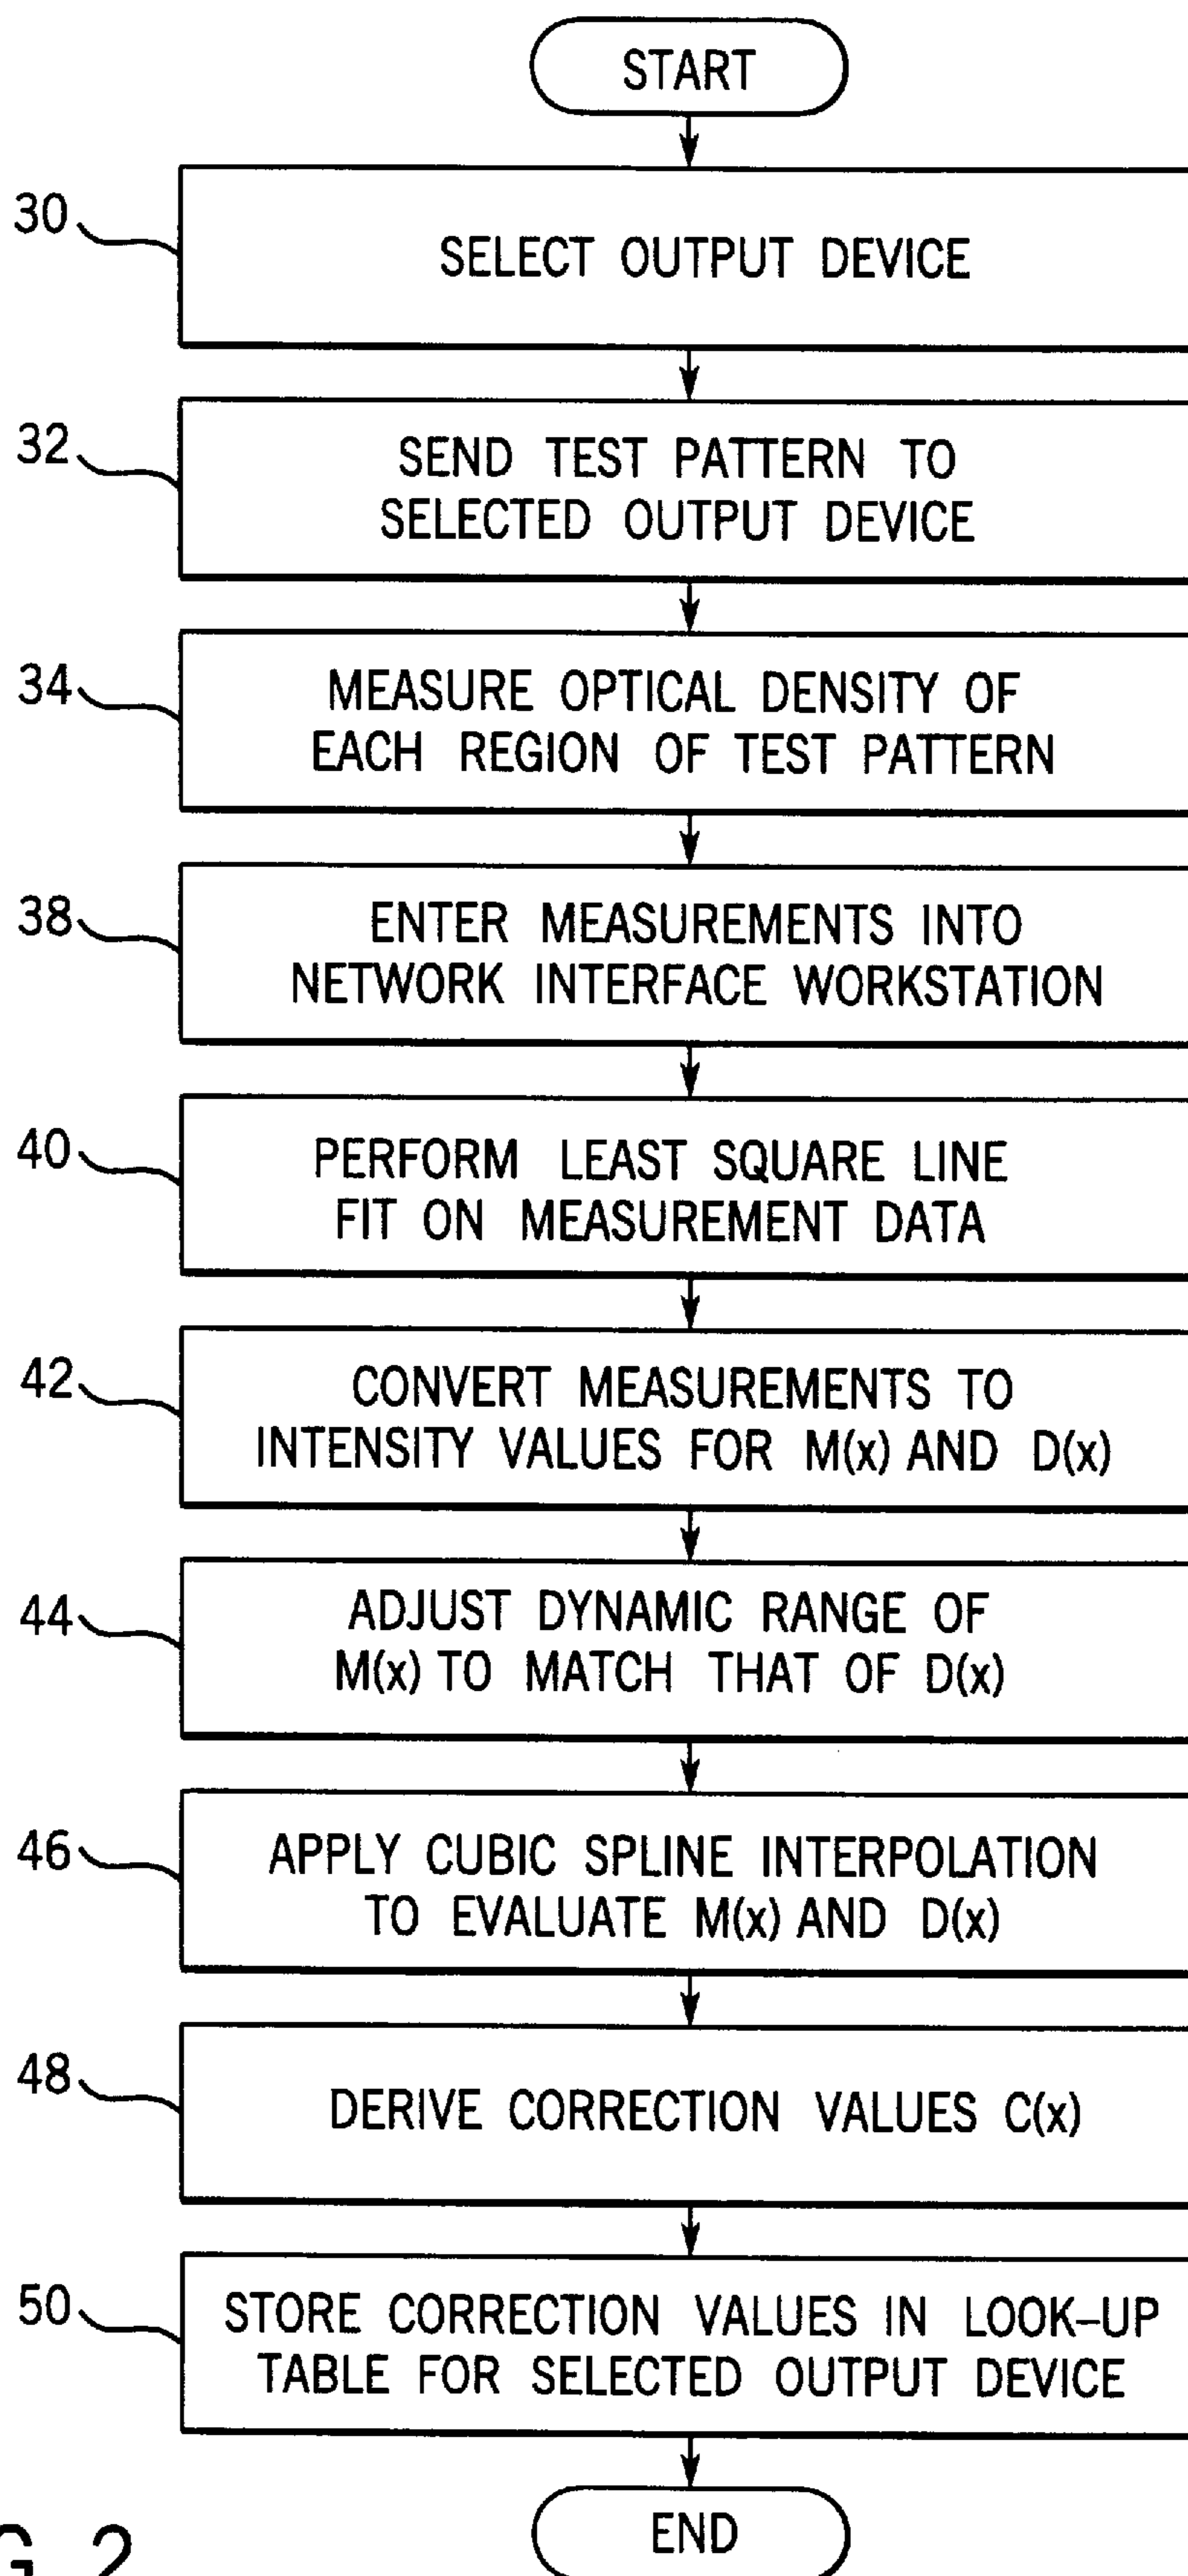 START
30
SELECT OUTPUT DEVICE
32
SEND TEST PATTERN TO
SELECTED OUTPUT DEVICE
34
MEASURE OPTICAL DENSITY OF
EACH REGION OF TEST PATTERN
38
ENTER MEASUREMENTS INTO
NETWORK INTERFACE WORKSTATION
40
PERFORM LEAST SQUARE LINE
FIT ON MEASUREMENT DATA
42
CONVERT MEASUREMENTS TO
INTENSITY VALUES FOR M(x) AND D(x)
44
ADJUST DYNAMIC RANGE OF
M(x) TO MATCH THAT OF D(x)
46
APPLY CUBIC SPLINE INTERPOLATION
TO EVALUATE M(x) AND D(x)
48
DERIVE CORRECTION VALUES C(x)
50
STORE CORRECTION VALUES IN LOOK–UP
TABLE FOR SELECTED OUTPUT DEVICE
END
G 2